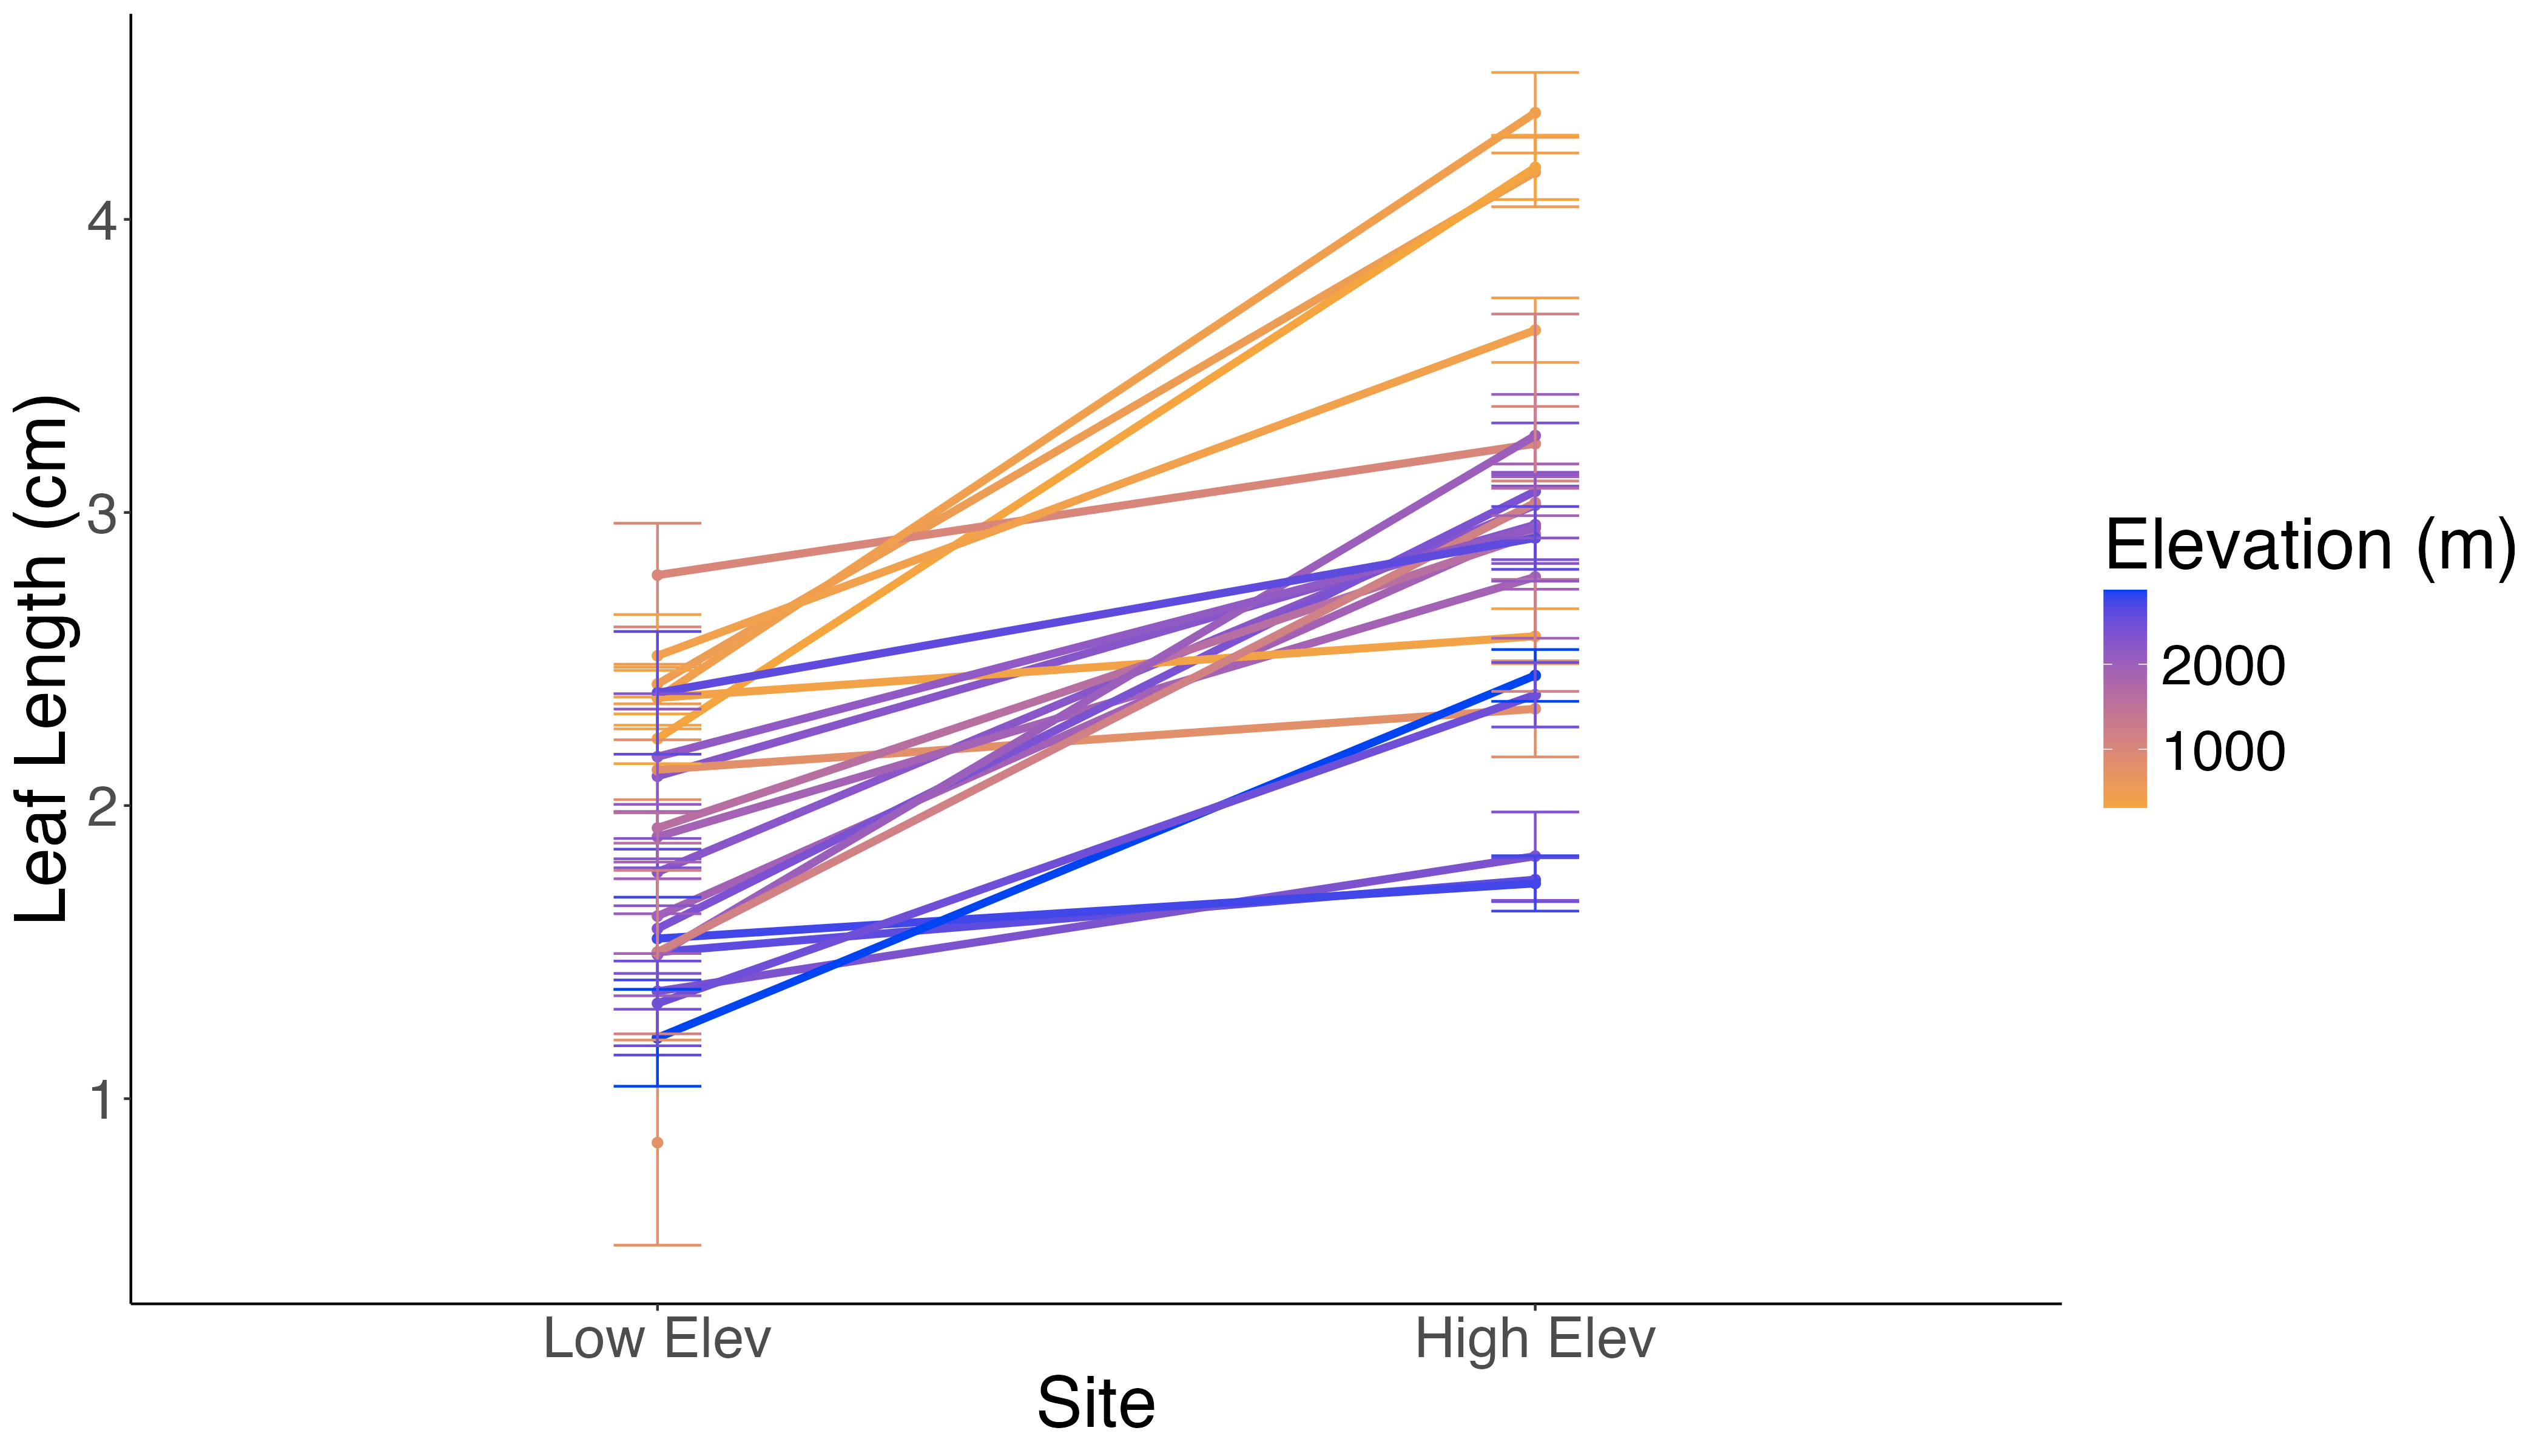 Leaf Length (cm)
4
3
2
1
Low Elev
High Elev
Site
Elevation (m)
2000
1000